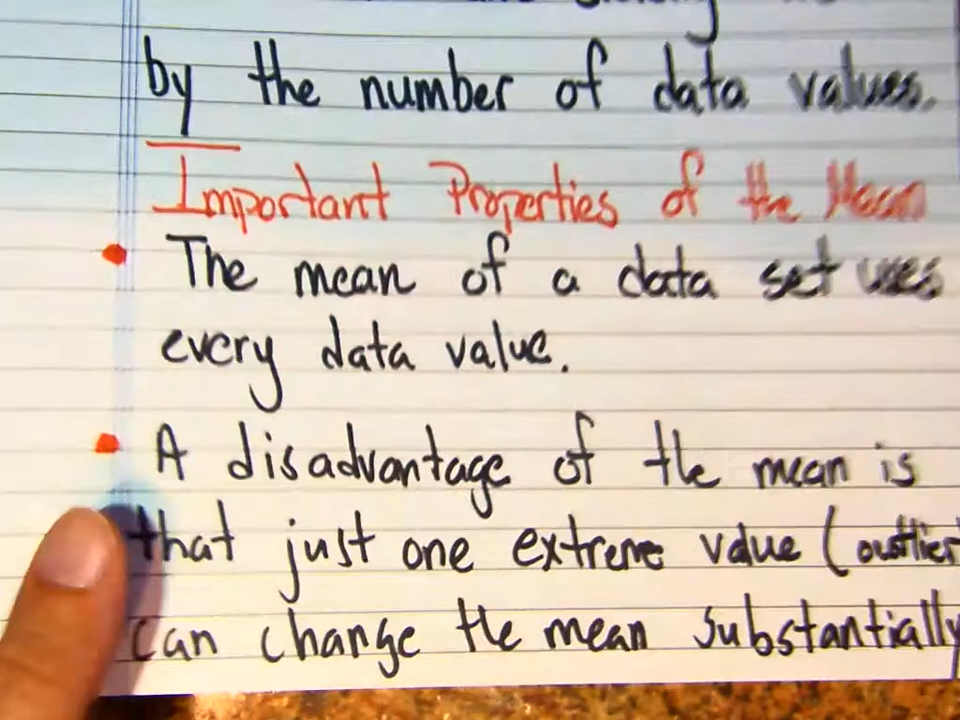 by the number of data values.
Important Properties of the Mean
• The mean of a data set uses
every data value.
• A disadvantage of the mean is
that just one extreme value (outlier
can change the mean substantially